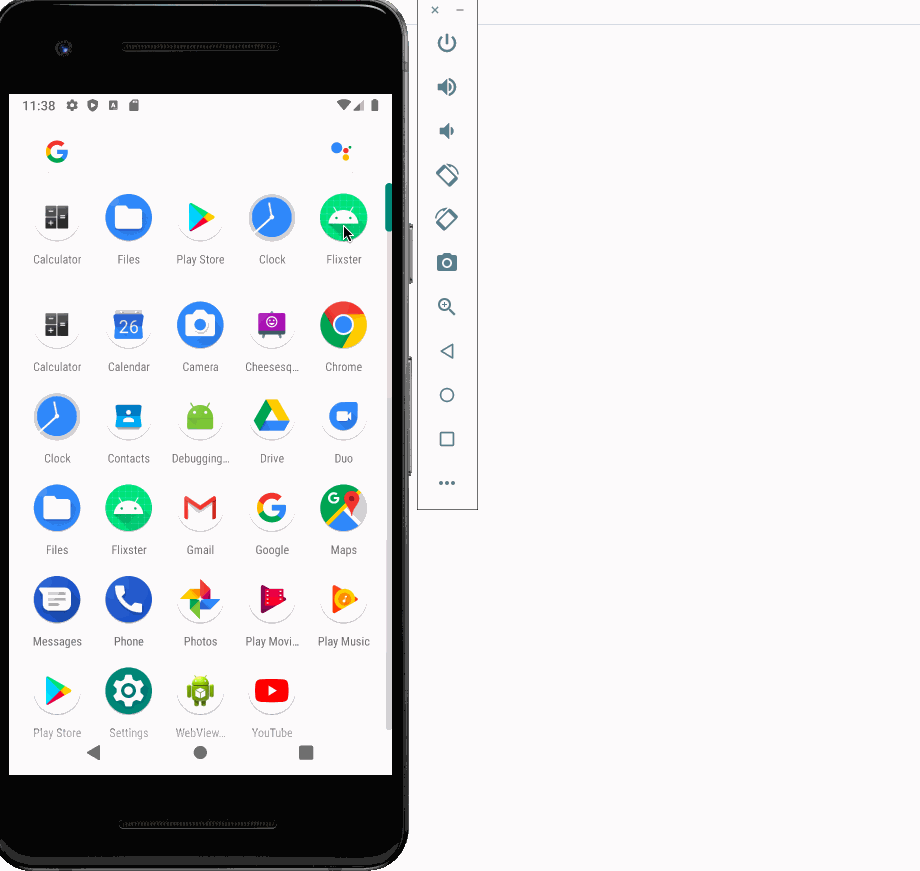 11:38
Calculator Files Play Store Clock Flixster
26
Calculator Calendar Camera Cheesesq... Chrome
Clock Contacts Debugging... Drive Duo
Files Flixster Gmail Google Maps
Messages Phone Photos Play Movi... Play Music
Play Store Settings WebView... YouTube